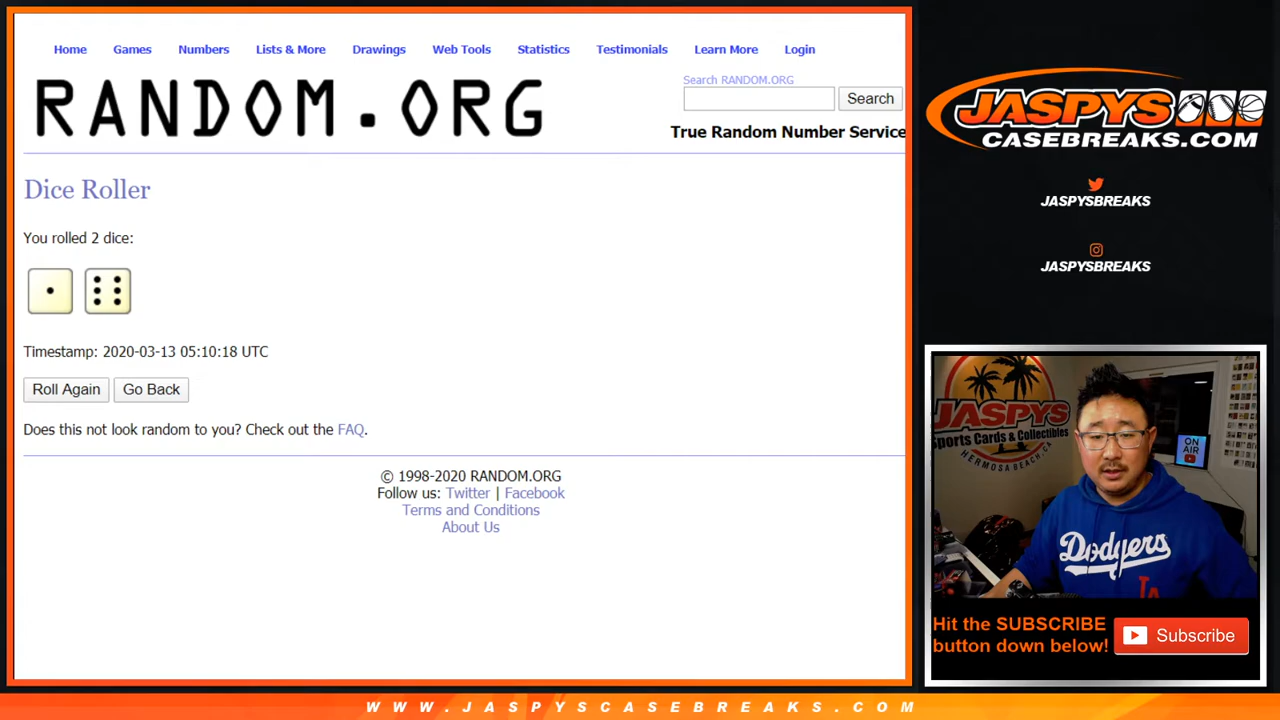 Home Games Numbers Lists & More Drawings Web Tools Statistics Testimonials Learn More Login
RANDOM.ORG
Search RANDOM.ORG
Search
True Random Number Service
Dice Roller
You rolled 2 dice:
Timestamp: 2020-03-13 05:10:18 UTC
Roll Again Go Back
Does this not look random to you? Check out the FAQ.
© 1998-2020 RANDOM.ORG
Follow us: Twitter | Facebook
Terms and Conditions
About Us
JASPYS
CASEBREAKS.COM
JASPYSBREAKS
JASPYSBREAKS
JASPYS
Sports Cards & Collectibles
HERMOSA BEACH, CA
ON
AIR
Dodgers
LA
Hit the SUBSCRIBE
button down below!
Subscribe
WWW.JASPYSCASEBREAKS.COM